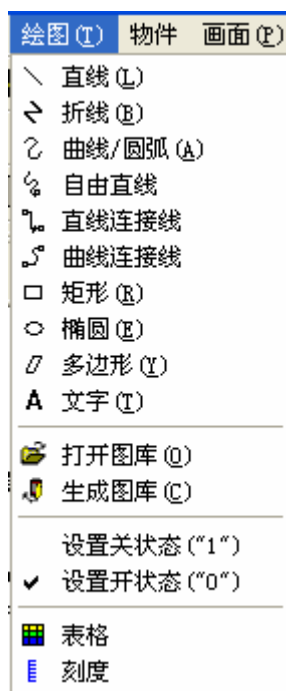 绘图(T) 物件 画面(P)
直线(L)
折线(B)
曲线/圆弧(A)
自由直线
直线连接线
曲线连接线
矩形(R)
椭圆(E)
多边形(Y)
A 文字(T)
打开图库(O)
生成图库(C)
设置关状态("1")
设置开状态("0")
表格
刻度